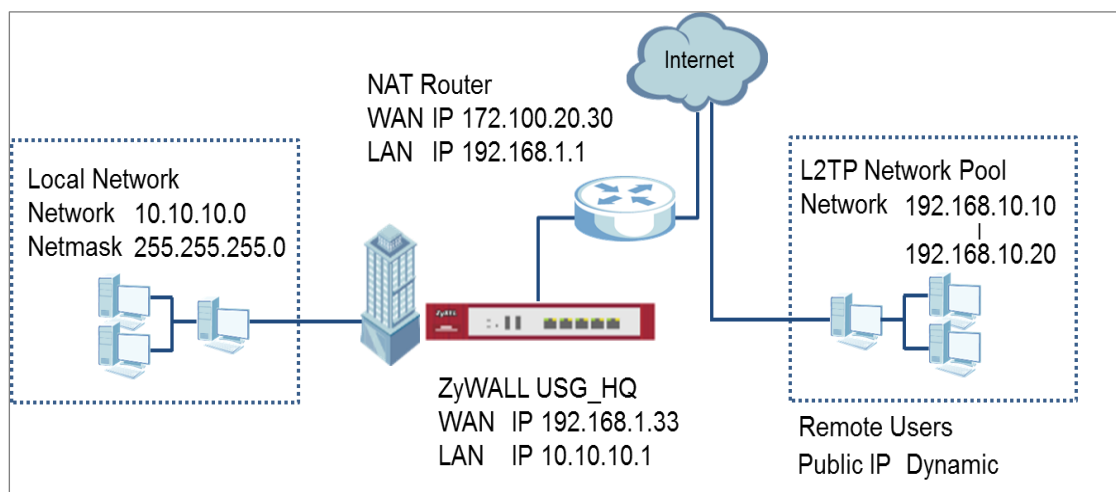 Internet
NAT Router
WAN IP 172.100.20.30
LAN IP 192.168.1.1
Local Network
Network 10.10.10.0
Netmask 255.255.255.0
L2TP Network Pool
Network 192.168.10.10
|
192.168.10.20
ZyXEL
ZyWALL USG_HQ
WAN IP 192.168.1.33
LAN IP 10.10.10.1
Remote Users
Public IP Dynamic